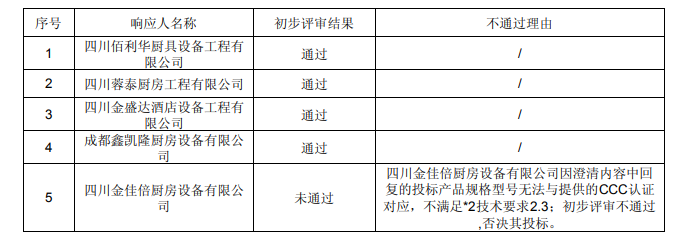 序号 响应人名称 初步评审结果 不通过理由
1 四川佰利华厨具设备工程有限公司 通过 /
2 四川蓉泰厨房工程有限公司 通过 /
3 四川金盛达酒店设备工程有限公司 通过 /
4 成都鑫凯隆厨房设备有限公司 通过 /
5 四川金佳倍厨房设备有限公司 未通过 四川金佳倍厨房设备有限公司因澄清内容中回
复的投标产品规格型号无法与提供的CCC认证
对应，不满足*2技术要求2.3；初步评审不通过
,否决其投标。